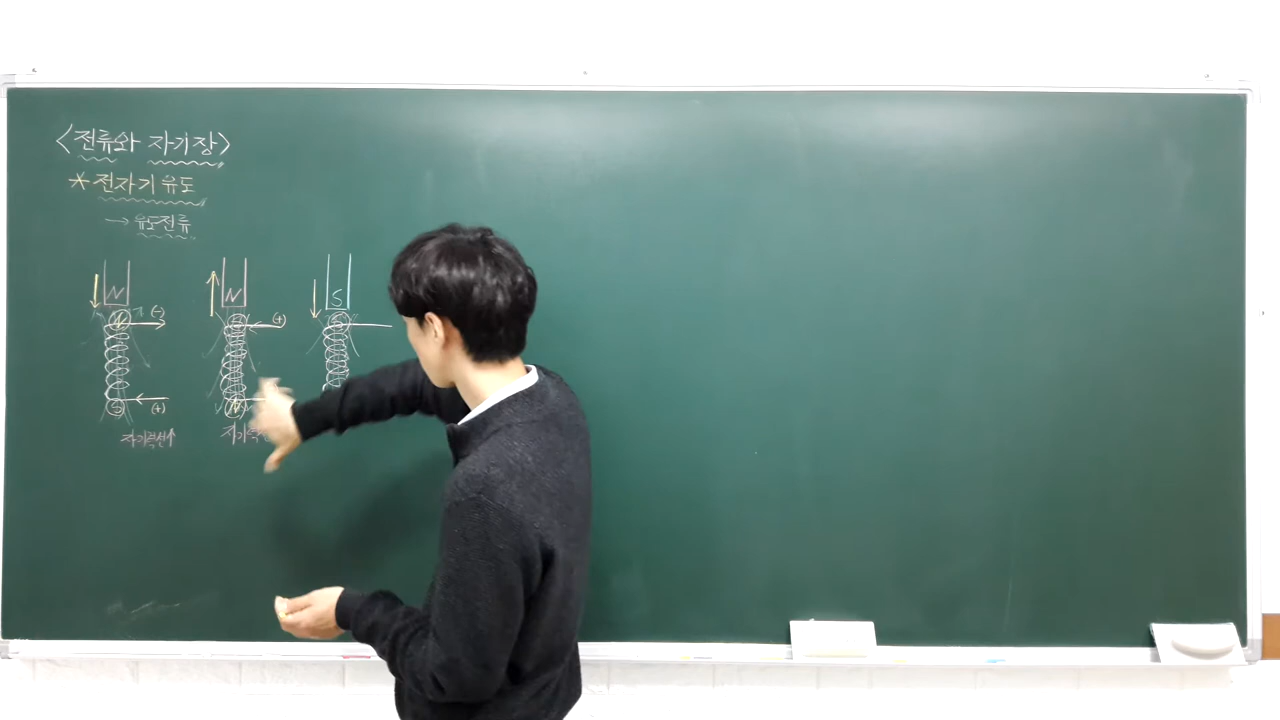 <전류와 자기장>
* 전자기 유도
→ 유도전류
N N S
N (-) S (+) S
S (+) N
자기력선↑ 자기력